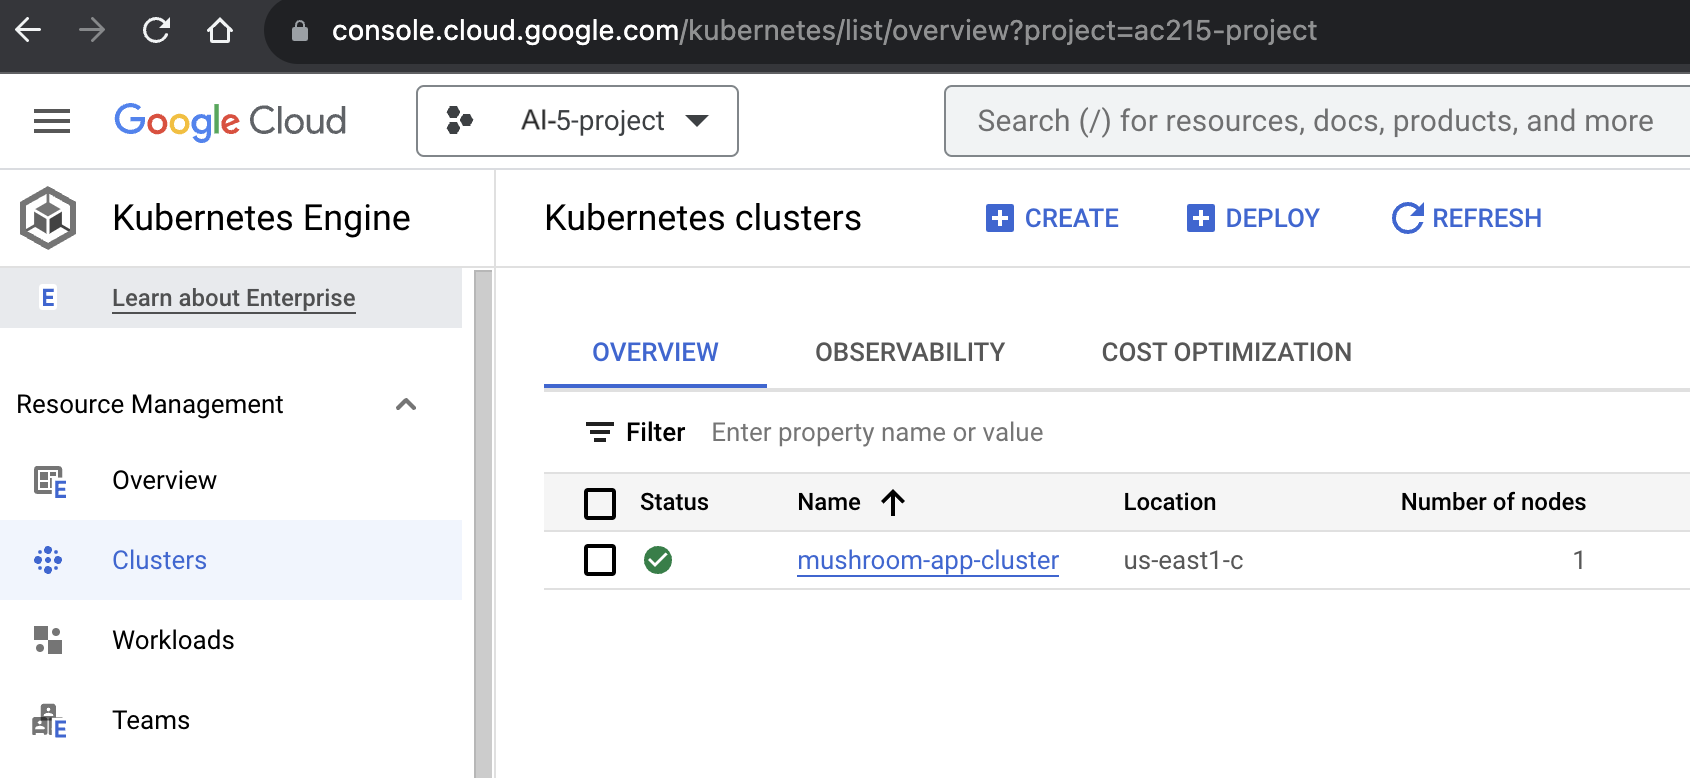 console.cloud.google.com/kubernetes/list/overview?project=ac215-project
Google Cloud
AI-5-project
Search (/) for resources, docs, products, and more
Kubernetes Engine
Kubernetes clusters
CREATE
DEPLOY
REFRESH
E
Learn about Enterprise
OVERVIEW
OBSERVABILITY
COST OPTIMIZATION
Resource Management
Filter
Enter property name or value
E
Overview
Status
Name
Location
Number of nodes
Clusters
mushroom-app-cluster
us-east1-c
1
Workloads
E
Teams